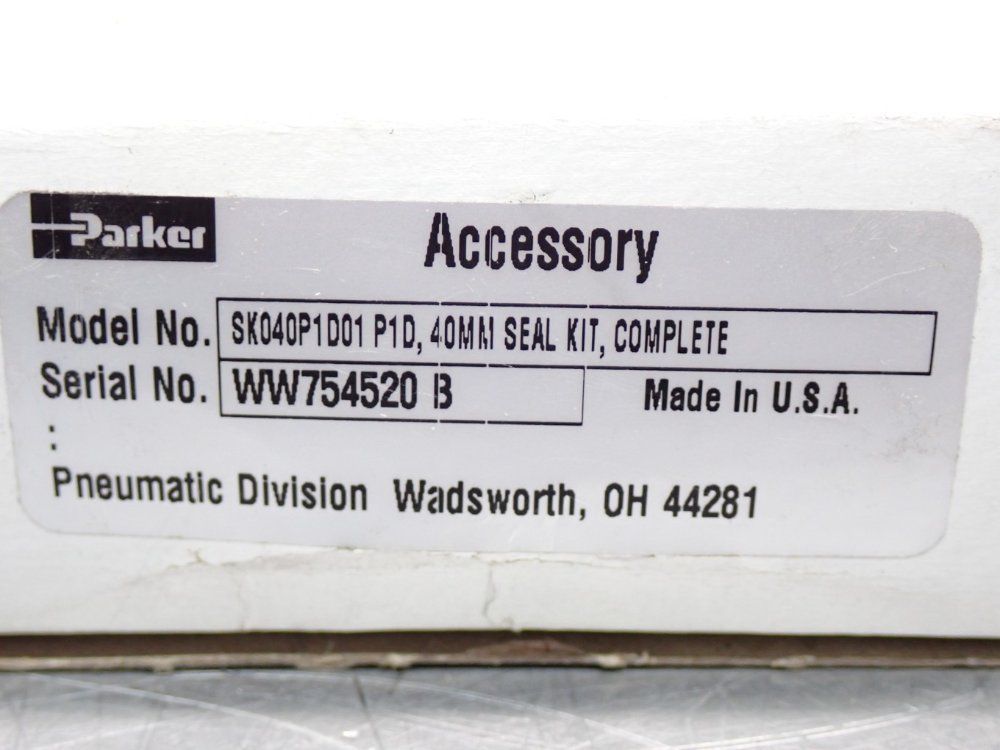 Parker
Accessory
Model No. SK040P1D01 P1D, 40MM SEAL KIT, COMPLETE
Serial No. WW754520 B Made In U.S.A.
:
Pneumatic Division Wadsworth, OH 44281